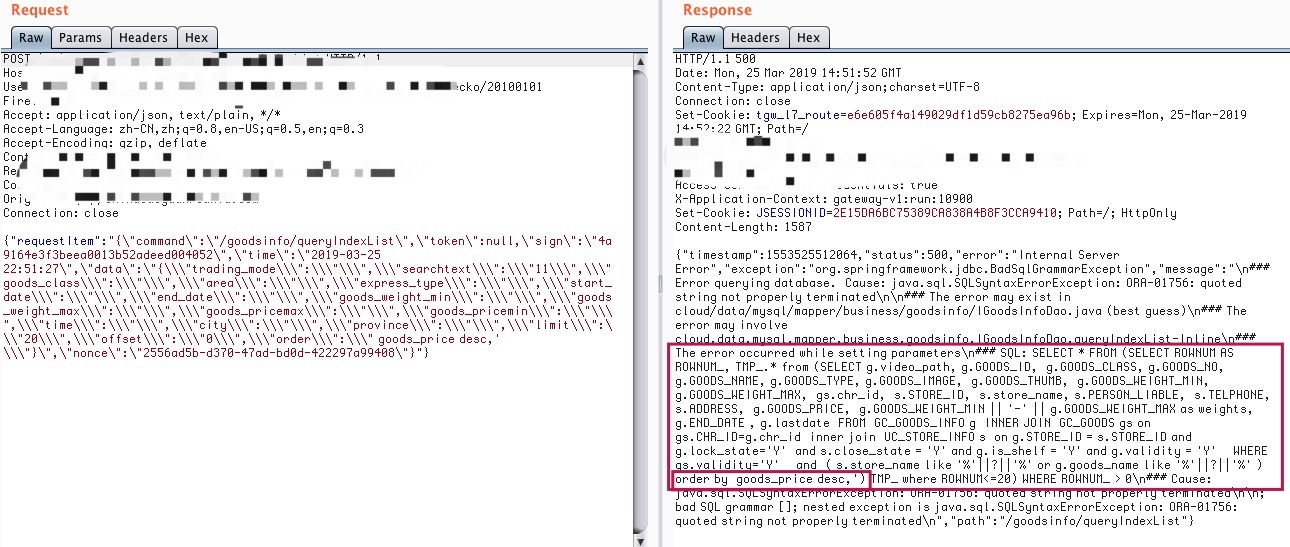 Request
Raw Params Headers Hex
POST
Hos
Use
cko/20100101
Fire.
Accept: application/json, text/plain, */*
Accept-Language: zh-CN,zh;q=0.8,en-US;q=0.5,en;q=0.3
Accept-Encoding: gzip, deflate
Cont
Re
Co
Orig
Connection: close
{"requestItem":"{\"command\":\"/goodsinfo/queryIndexList\",\"token\":null,\"sign\":\"4a
9164e3f3beea0013b52adeed004052\",\"time\":\"2019-03-25
22:51:27\",\"data\":\"{\\\"trading_mode\\\":\\\"\\\",\\\"searchtext\\\":\\\"11\\\",\\\"
goods_class\\\":\\\"\\\",\\\"area\\\":\\\"\\\",\\\"express_type\\\":\\\"\\\",\\\"start_
date\\\":\\\"\\\",\\\"end_date\\\":\\\"\\\",\\\"goods_weight_min\\\":\\\"\\\",\\\"goods
_weight_max\\\":\\\"\\\",\\\"goods_pricemax\\\":\\\"\\\",\\\"goods_pricemin\\\":\\\"\\\
",\\\"time\\\":\\\"\\\",\\\"city\\\":\\\"\\\",\\\"province\\\":\\\"\\\",\\\"limit\\\":\
\\"20\\\",\\\"offset\\\":\\\"0\\\",\\\"order\\\":\\\" goods_price desc,'
\\\"}\",\"nonce\":\"2556ad5b-d370-47ad-bd0d-422297a99408\"}"}
Response
Raw Headers Hex
HTTP/1.1 500
Date: Mon, 25 Mar 2019 14:51:52 GMT
Content-Type: application/json;charset=UTF-8
Connection: close
Set-Cookie: tgw_l7_route=e6e605f4a149029df1d59cb8275ea96b; Expires=Mon, 25-Mar-2019
14:52:22 GMT; Path=/
true
X-Application-Context: gateway-v1:run:10900
Set-Cookie: JSESSIONID=2E15DA6BC75389CA838A4B8F3CCA9410; Path=/; HttpOnly
Content-Length: 1587
{"timestamp":1553525512064,"status":500,"error":"Internal Server
Error","exception":"org.springframework.jdbc.BadSqlGrammarException","message":"\n###
Error querying database.  Cause: java.sql.SQLSyntaxErrorException: ORA-01756: quoted
string not properly terminated\n\n### The error may exist in
cloud/data/mysql/mapper/business/goodsinfo/IGoodsInfoDao.java (best guess)\n### The
error may involve
cloud.data.mysql.mapper.business.goodsinfo.IGoodsInfoDao.queryIndexList-Inline\n###
The error occurred while setting parameters\n### SQL: SELECT * FROM (SELECT ROWNUM AS
ROWNUM_, TMP_.* from (SELECT g.video_path, g.GOODS_ID, g.GOODS_CLASS, g.GOODS_NO,
g.GOODS_NAME, g.GOODS_TYPE, g.GOODS_IMAGE, g.GOODS_THUMB, g.GOODS_WEIGHT_MIN,
g.GOODS_WEIGHT_MAX, gs.chr_id, s.STORE_ID, s.store_name, s.PERSON_LIABLE, s.TELPHONE,
s.ADDRESS, g.GOODS_PRICE, g.GOODS_WEIGHT_MIN || '-' || g.GOODS_WEIGHT_MAX as weights,
g.END_DATE , g.lastdate FROM GC_GOODS_INFO g INNER JOIN GC_GOODS gs on
gs.CHR_ID=g.chr_id inner join UC_STORE_INFO s on g.STORE_ID = s.STORE_ID and
g.lock_state='Y' and s.close_state = 'Y' and g.is_shelf = 'Y' and g.validity = 'Y' WHERE
gs.validity='Y' and ( s.store_name like '%'||?||'%' or g.goods_name like '%'||?||'%' )
order by goods_price desc,') TMP_ where ROWNUM<=20) WHERE ROWNUM_ > 0\n### Cause:
java.sql.SQLSyntaxErrorException: ORA-01756: quoted string not properly terminated\n\n;
bad SQL grammar []; nested exception is java.sql.SQLSyntaxErrorException: ORA-01756:
quoted string not properly terminated\n","path":"/goodsinfo/queryIndexList"}